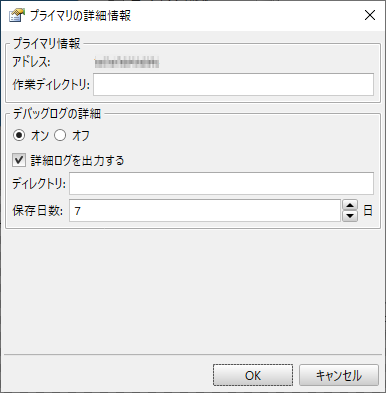 プライマリの詳細情報
プライマリ情報
アドレス:
作業ディレクトリ:
デバッグログの詳細
オン オフ
詳細ログを出力する
ディレクトリ:
保存日数: 7 日
OK キャンセル